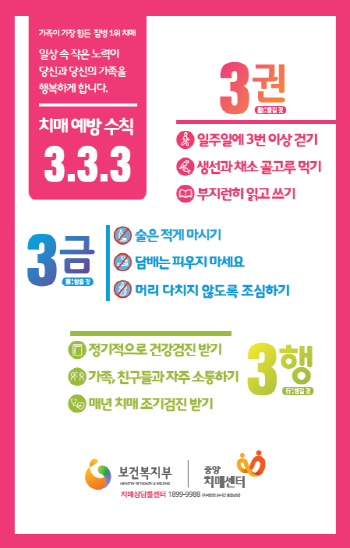 가족이 가장 힘든 질병 1위 치매
일상 속 작은 노력이
당신과 당신의 가족을
행복하게 합니다.
치매 예방 수칙
3.3.3
3권
勸:즐길 것
일주일에 3번 이상 걷기
생선과 채소 골고루 먹기
부지런히 읽고 쓰기
3금
禁:참을 것
술은 적게 마시기
담배는 피우지 마세요
머리 다치지 않도록 조심하기
3행
行:챙길 것
정기적으로 건강검진 받기
가족, 친구들과 자주 소통하기
매년 치매 조기검진 받기
보건복지부
MINISTRY OF HEALTH & WELFARE
중앙
치매센터
치매상담콜센터 1899-9988